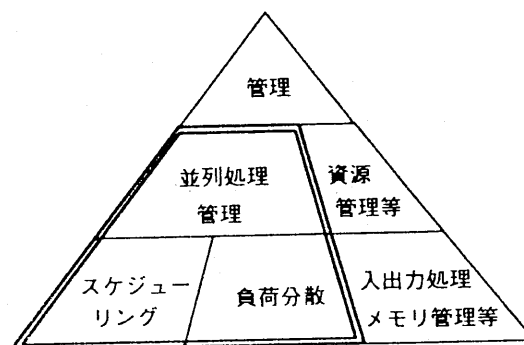 管理
並列処理
管理
資源
管理等
スケジュー
リング
負荷分散
入出力処理
メモリ管理等